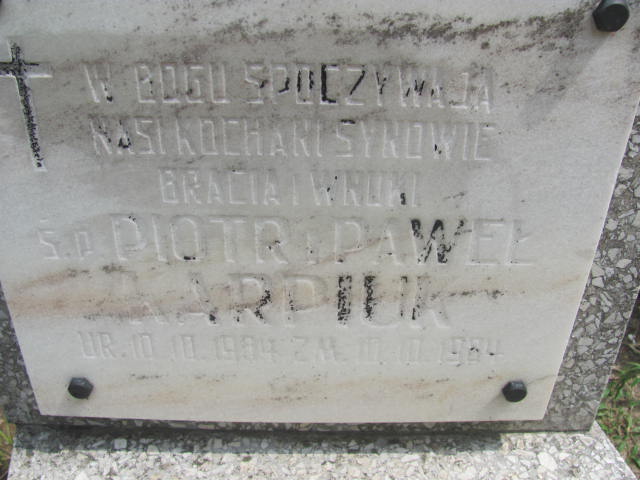 W BOGU SPOCZYWAJĄ
NASI KOCHANI SYNOWIE
BRACIA I WNUKI
Ś.P PIOTR I PAWEŁ
KARPIUK
UR. 10.10.1984 ZM. 10.10.1984